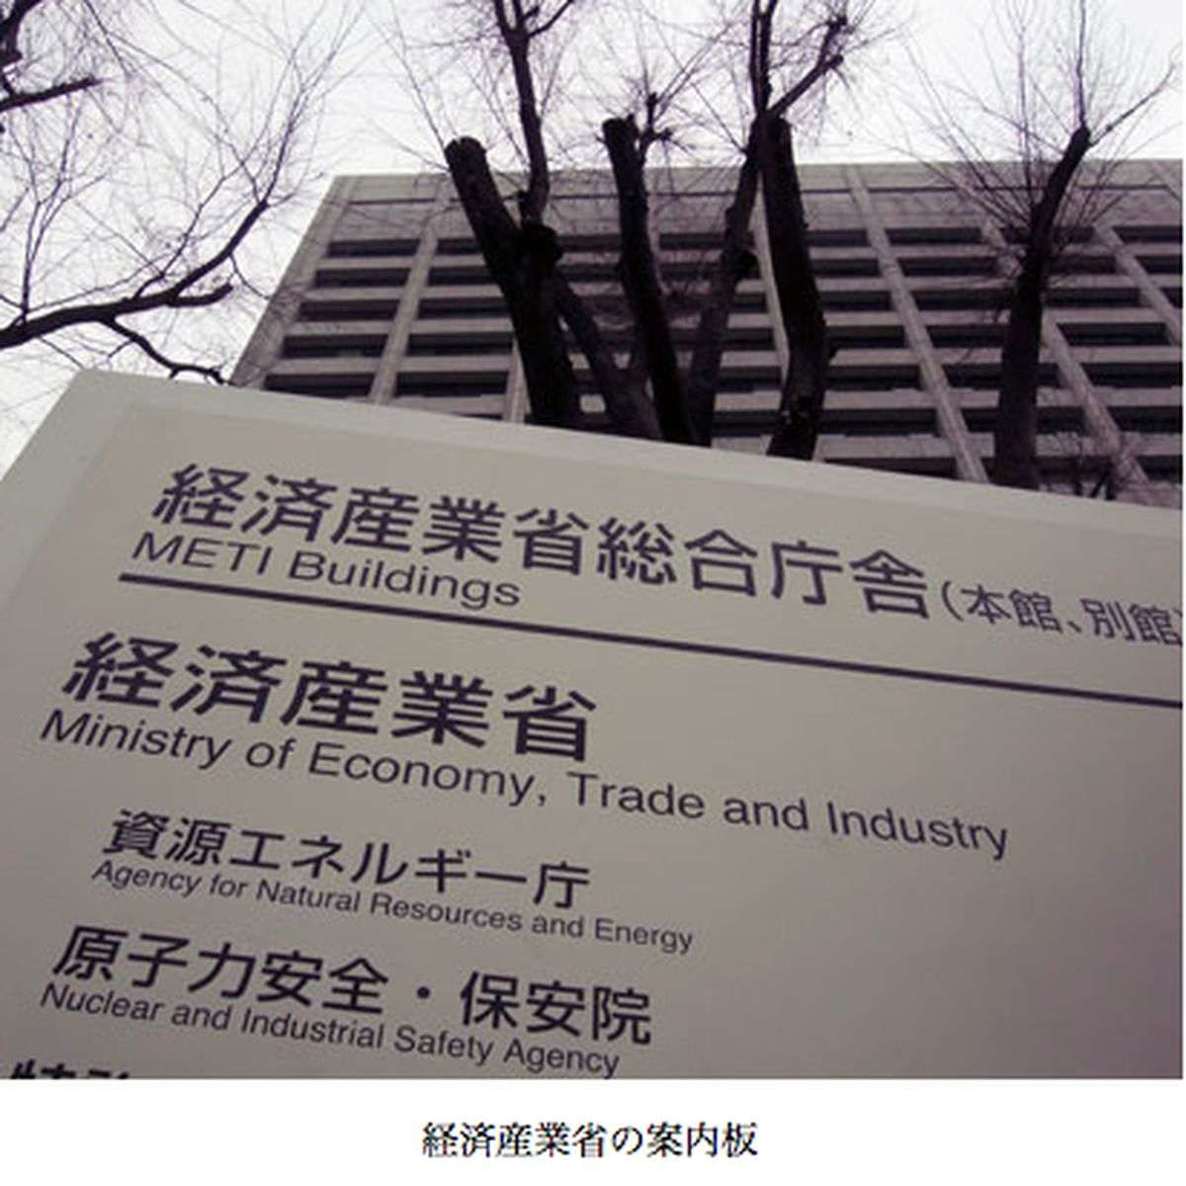 経済産業省総合庁舎(本館、別館)
METI Buildings
経済産業省
Ministry of Economy, Trade and Industry
資源エネルギー庁
Agency for Natural Resources and Energy
原子力安全・保安院
Nuclear and Industrial Safety Agency
経済産業省の案内板